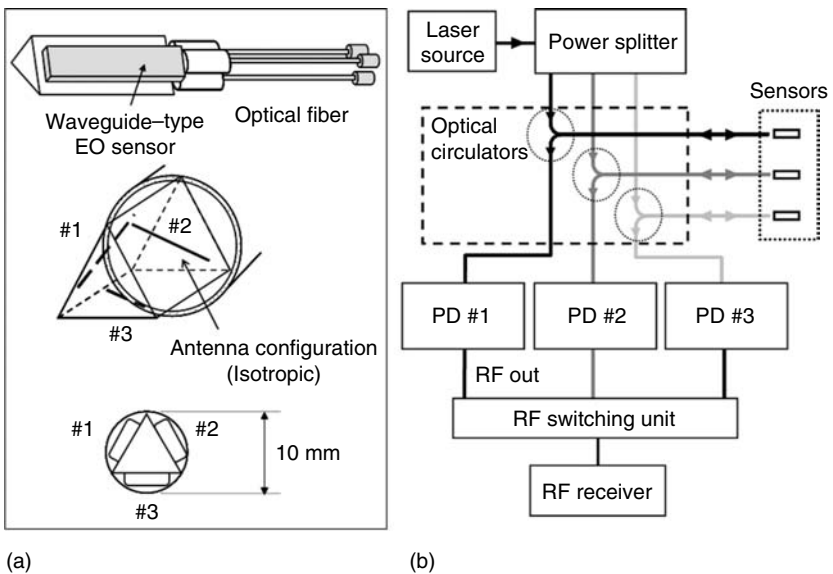 Waveguide–type
EO sensor
Optical fiber
#1
#2
#3
Antenna configuration
(Isotropic)
#1
#2
10 mm
#3
(a)
Laser
source
Power splitter
Optical
circulators
Sensors
PD #1
PD #2
PD #3
RF out
RF switching unit
RF receiver
(b)